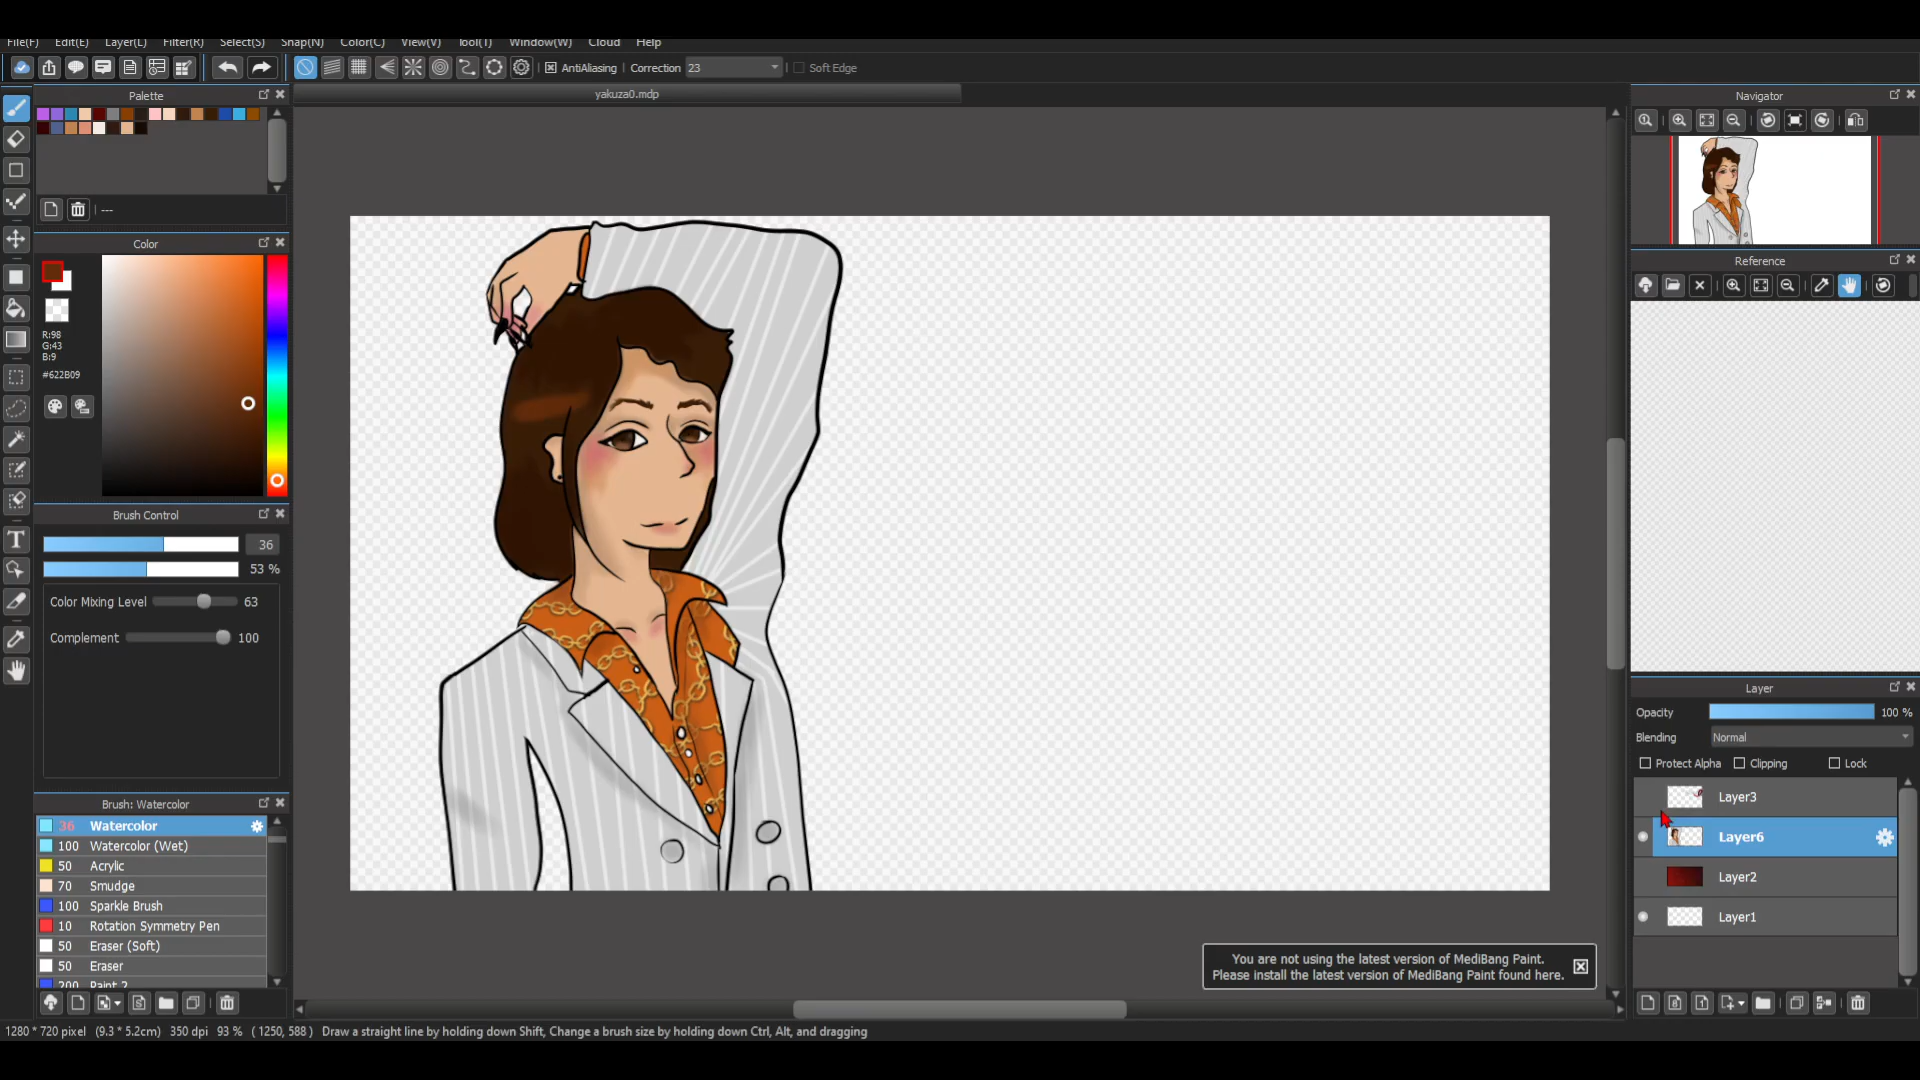 File(F) Edit(E) Layer(L) Filter(R) Select(S) Snap(N) Color(C) View(V) Tool(T) Window(W) Cloud Help
AntiAliasing Correction 23 Soft Edge
Palette
yakuza0.mdp
Navigator
---
Color
Reference
R:98
G:43
B:9
#622B09
Brush Control
36
53 %
Color Mixing Level 63
Complement 100
Layer
Opacity 100 %
Blending Normal
Protect Alpha Clipping Lock
Layer3
Layer6
Layer2
Layer1
Brush: Watercolor
36 Watercolor
100 Watercolor (Wet)
50 Acrylic
70 Smudge
100 Sparkle Brush
10 Rotation Symmetry Pen
50 Eraser (Soft)
50 Eraser
200 Paint 2
You are not using the latest version of MediBang Paint.
Please install the latest version of MediBang Paint found here.
1280 * 720 pixel (9.3 * 5.2cm) 350 dpi 93 % ( 1250, 588 ) Draw a straight line by holding down Shift, Change a brush size by holding down Ctrl, Alt, and dragging